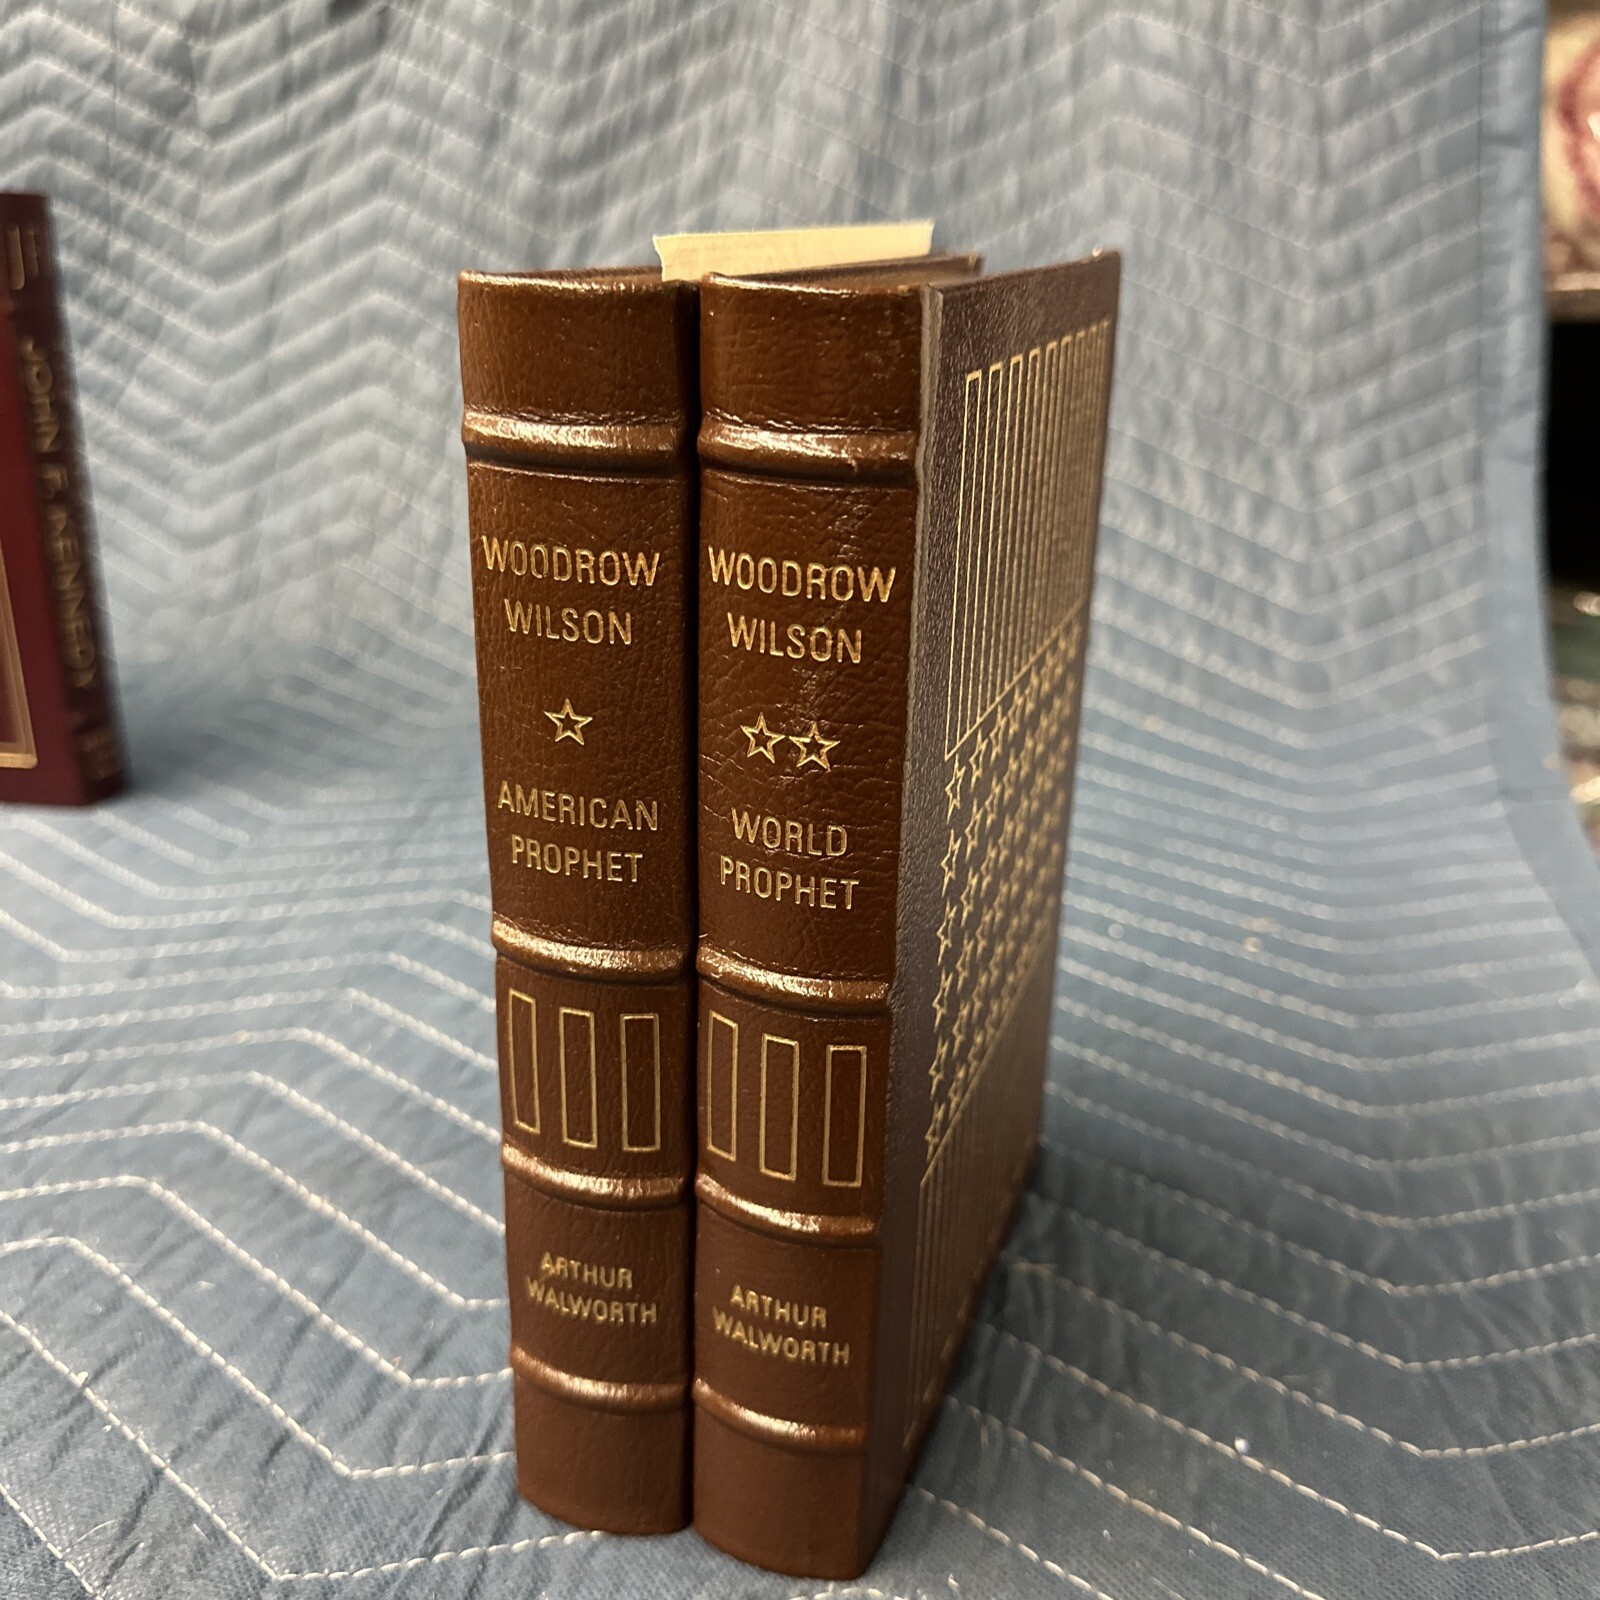 JOHN F. KENNEDY
WOODROW
WILSON
AMERICAN
PROPHET
ARTHUR
WALWORTH
WOODROW
WILSON
WORLD
PROPHET
ARTHUR
WALWORTH